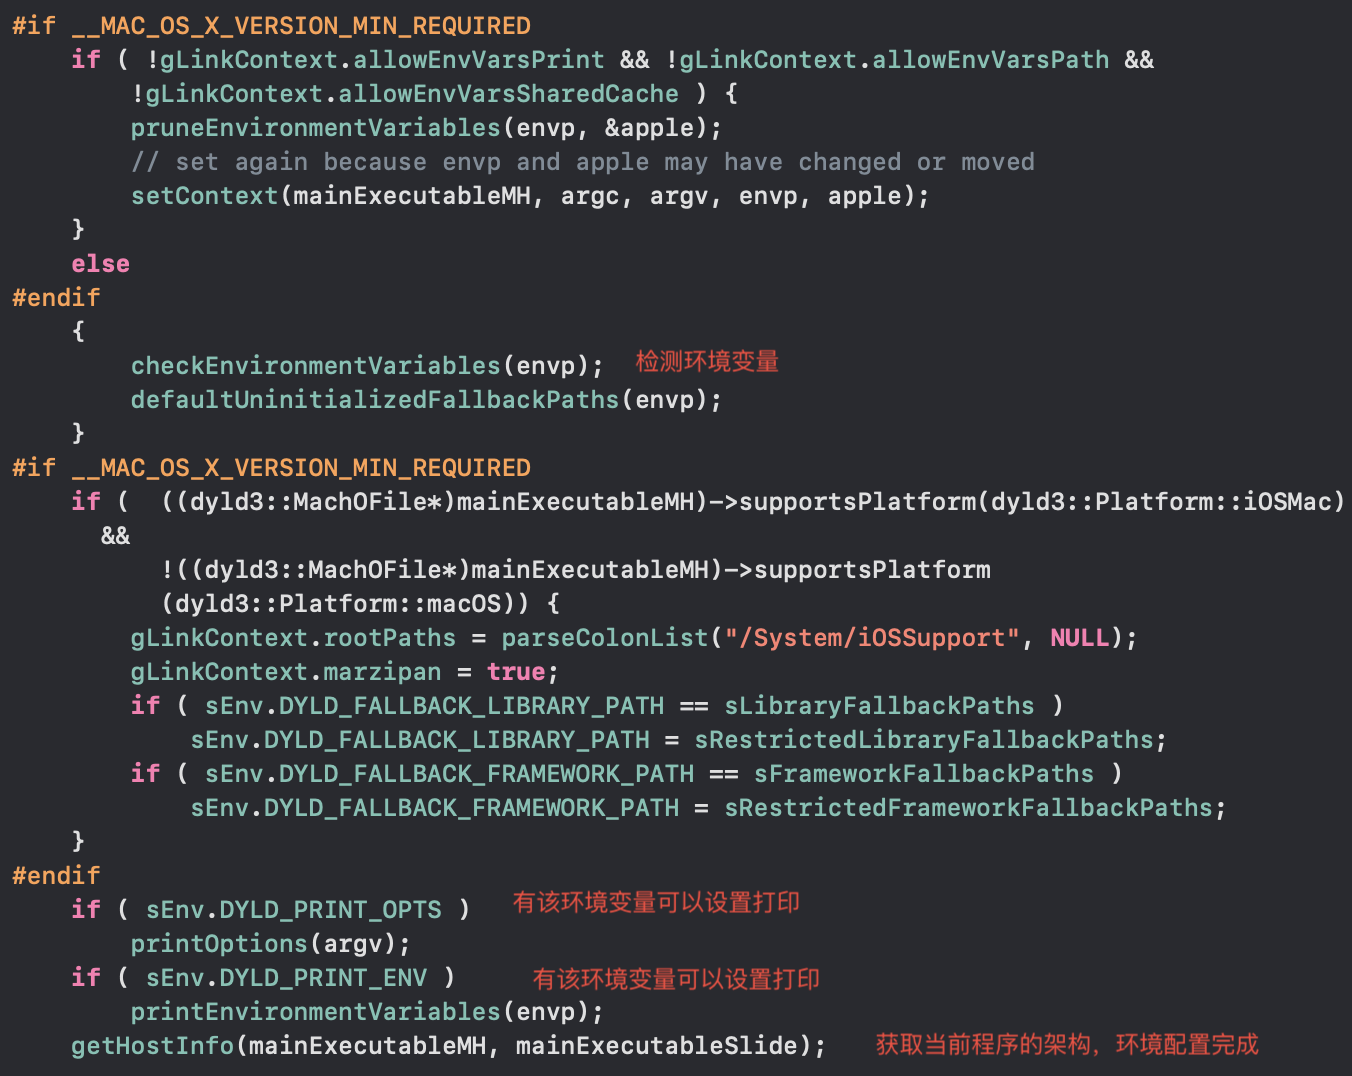 #if __MAC_OS_X_VERSION_MIN_REQUIRED
if ( !gLinkContext.allowEnvVarsPrint && !gLinkContext.allowEnvVarsPath &&
!gLinkContext.allowEnvVarsSharedCache ) {
pruneEnvironmentVariables(envp, &apple);
// set again because envp and apple may have changed or moved
setContext(mainExecutableMH, argc, argv, envp, apple);
}
else
#endif
{
checkEnvironmentVariables(envp); 检测环境变量
defaultUninitializedFallbackPaths(envp);
}
#if __MAC_OS_X_VERSION_MIN_REQUIRED
if ( ((dyld3::MachOFile*)mainExecutableMH)->supportsPlatform(dyld3::Platform::iOSMac)
&&
!((dyld3::MachOFile*)mainExecutableMH)->supportsPlatform
(dyld3::Platform::macOS)) {
gLinkContext.rootPaths = parseColonList("/System/iOSSupport", NULL);
gLinkContext.marzipan = true;
if ( sEnv.DYLD_FALLBACK_LIBRARY_PATH == sLibraryFallbackPaths )
sEnv.DYLD_FALLBACK_LIBRARY_PATH = sRestrictedLibraryFallbackPaths;
if ( sEnv.DYLD_FALLBACK_FRAMEWORK_PATH == sFrameworkFallbackPaths )
sEnv.DYLD_FALLBACK_FRAMEWORK_PATH = sRestrictedFrameworkFallbackPaths;
}
#endif
if ( sEnv.DYLD_PRINT_OPTS ) 有该环境变量可以设置打印
printOptions(argv);
if ( sEnv.DYLD_PRINT_ENV ) 有该环境变量可以设置打印
printEnvironmentVariables(envp);
getHostInfo(mainExecutableMH, mainExecutableSlide); 获取当前程序的架构，环境配置完成